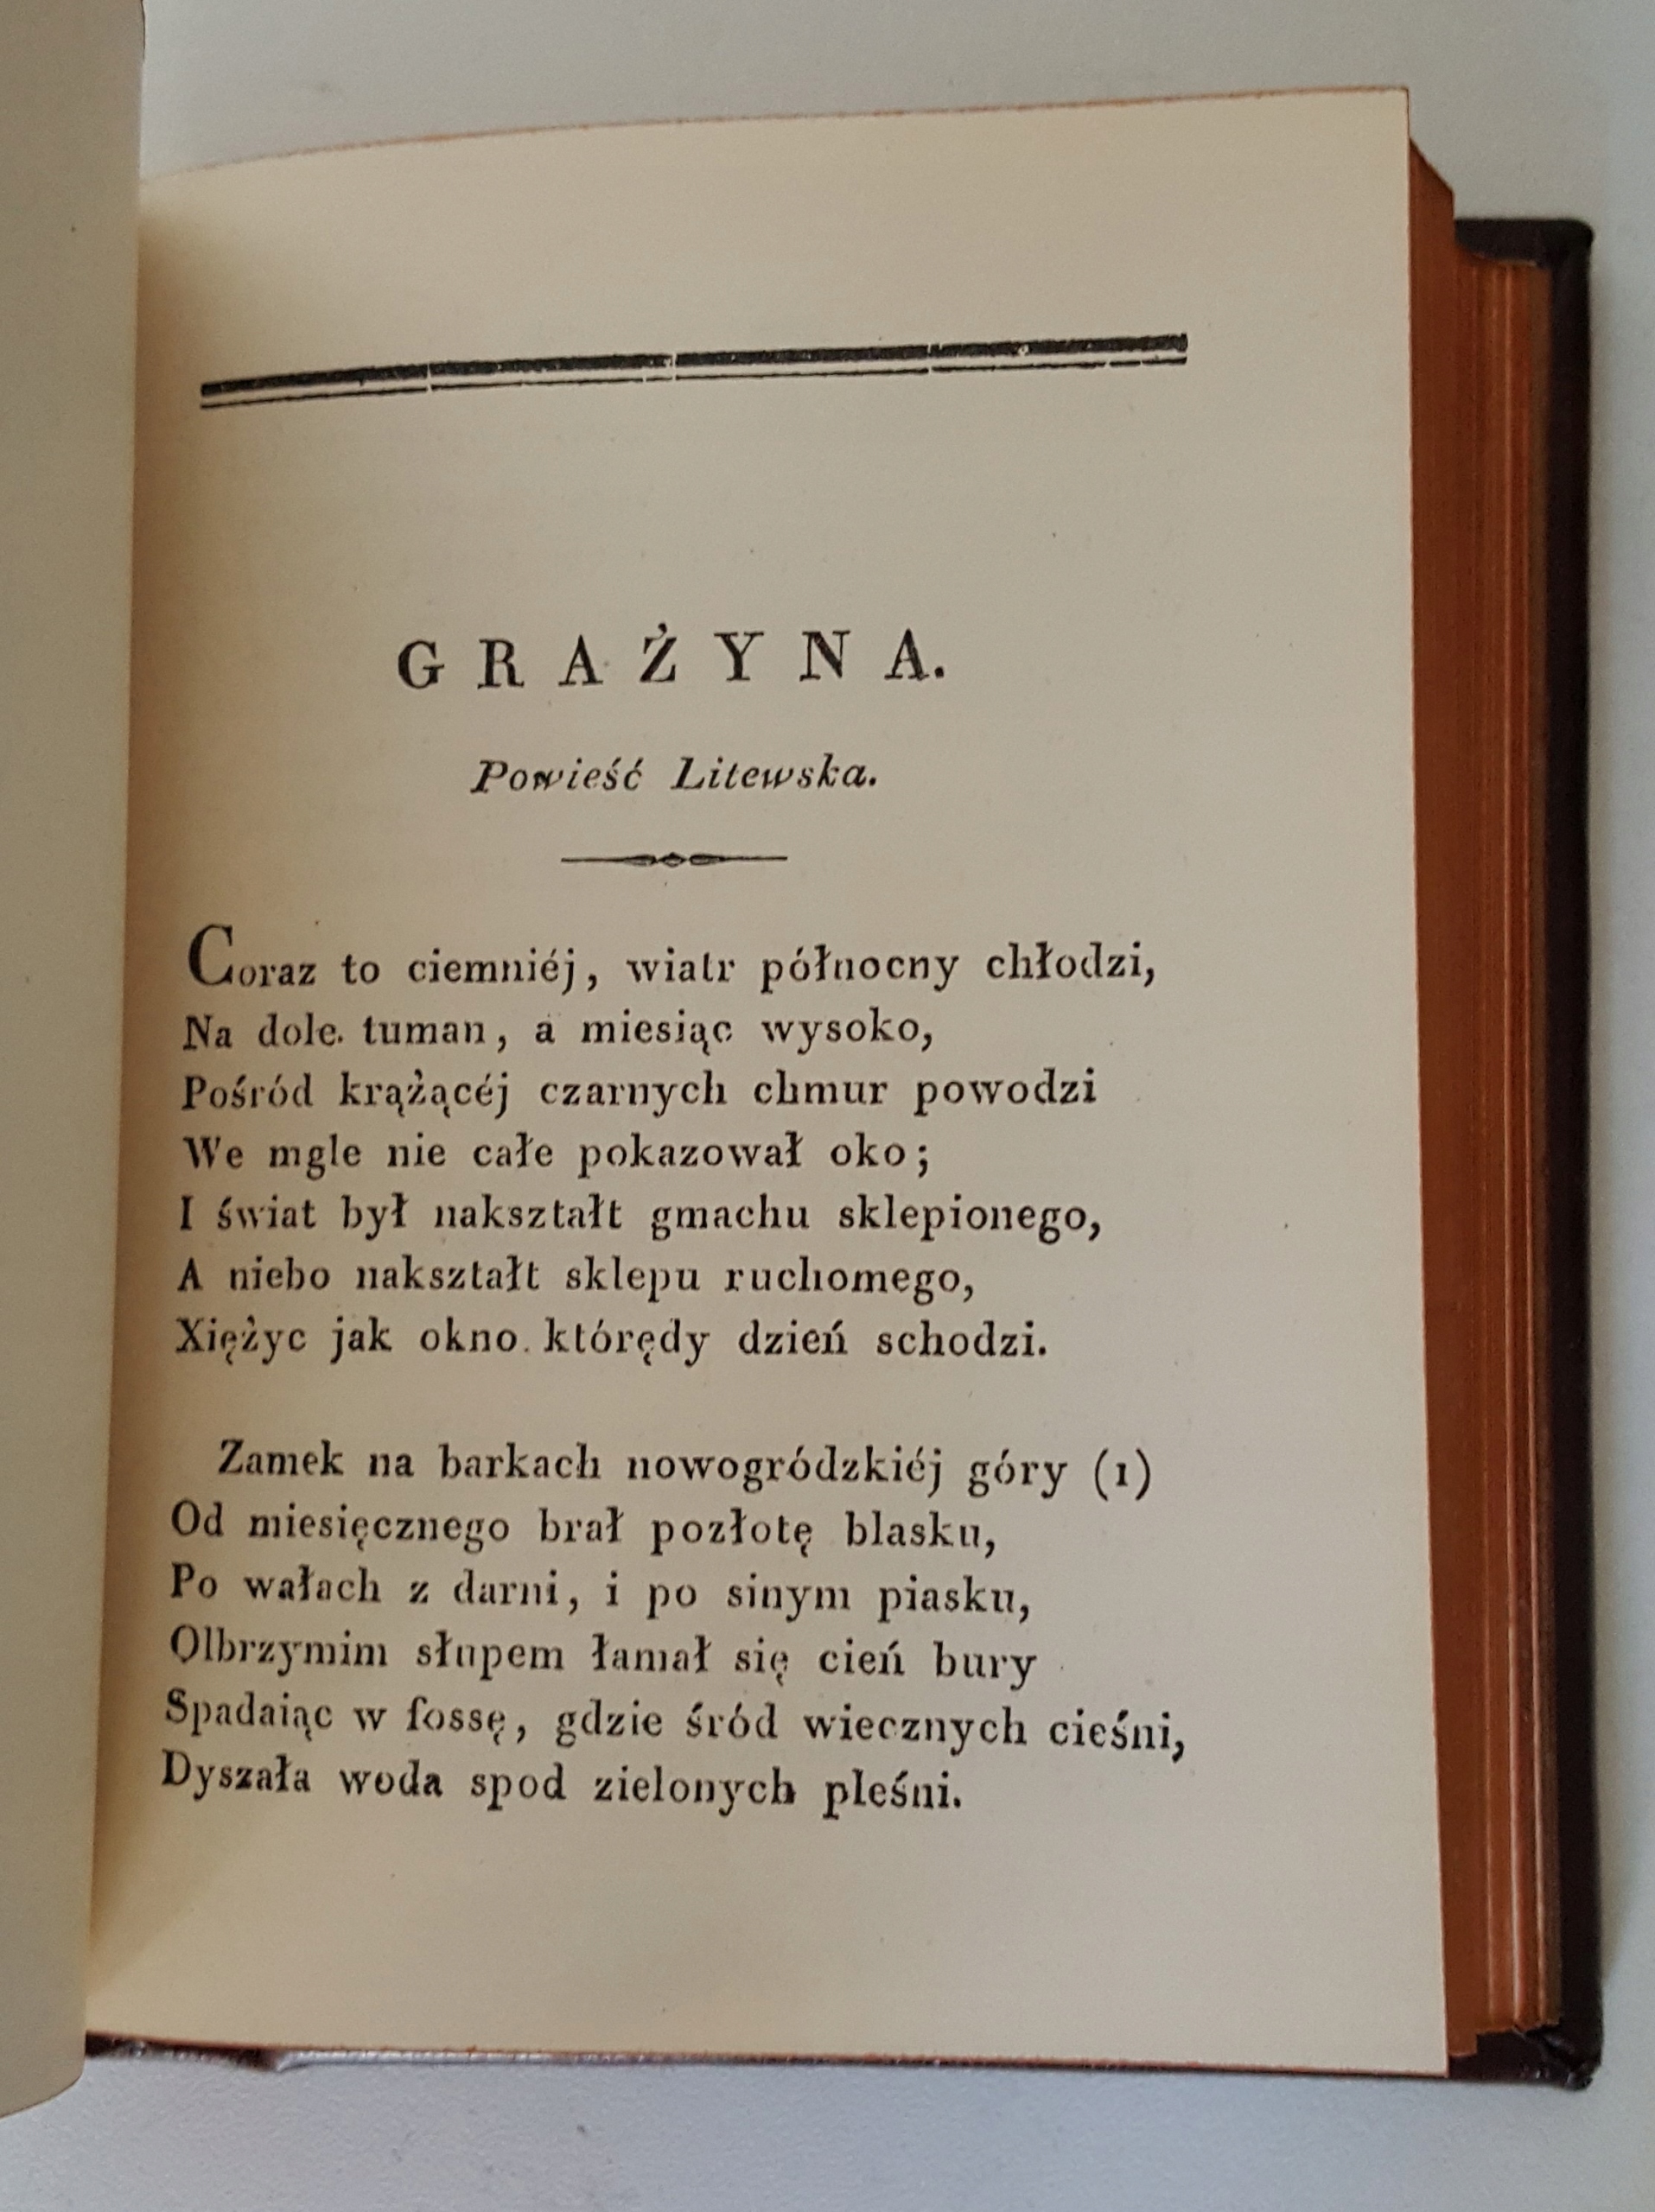 GRAŻYNA.
Powieść Litewska.
Coraz to ciemniéj, wiatr północny chłodzi,
Na dole tuman, a miesiąc wysoko,
Pośród krążącéj czarnych chmur powodzi
We mgle nie całe pokazował oko;
I świat był nakształt gmachu sklepionego,
A niebo nakształt sklepu ruchomego,
Xiężyc jak okno którędy dzień schodzi.
Zamek na barkach nowogródzkiéj góry (1)
Od miesięcznego brał pozłotę blasku,
Po wałach z darni, i po sinym piasku,
Olbrzymim słupem łamał się cień bury
Spadaiąc w fossę, gdzie śród wiecznych cieśni,
Dyszała woda spod zielonych pleśni.